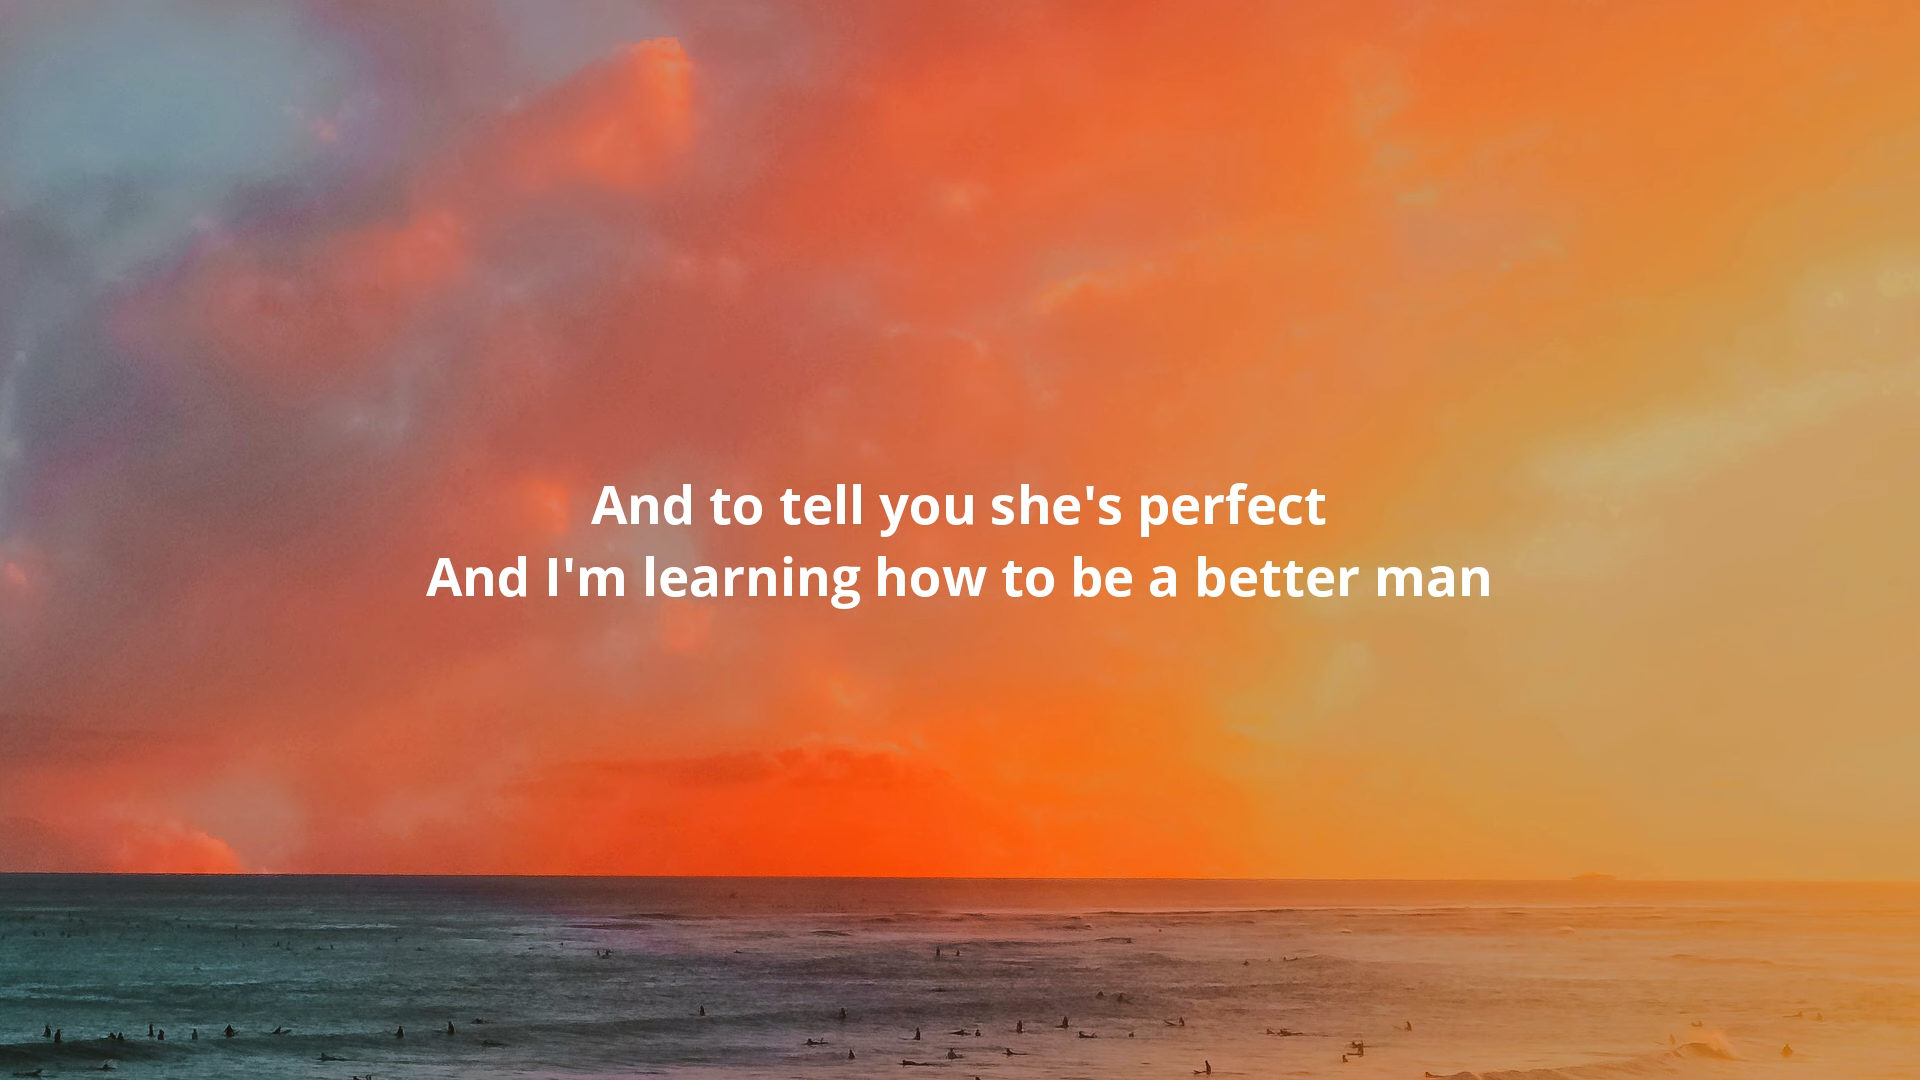 And to tell you she's perfect
And I'm learning how to be a better man